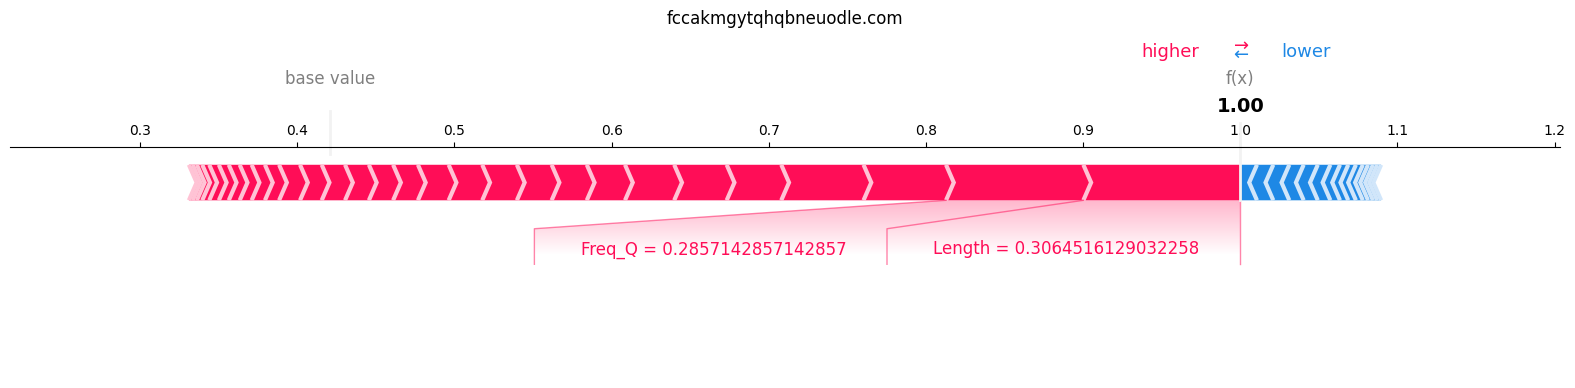 fccakmgytqhqbneuodle.com
higher ⇄ lower
base value f(x)
1.00
0.3 0.4 0.5 0.6 0.7 0.8 0.9 1.0 1.1 1.2
Freq_Q = 0.2857142857142857 Length = 0.3064516129032258